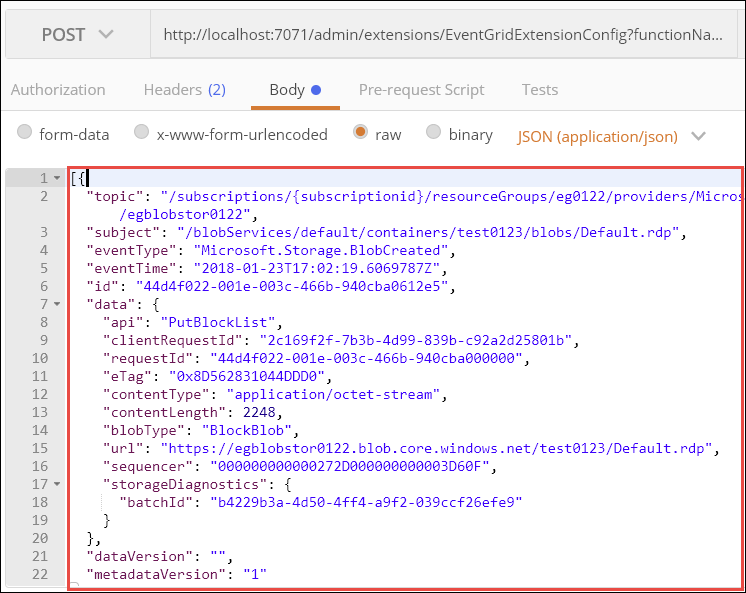 POST http://localhost:7071/admin/extensions/EventGridExtensionConfig?functionNa...
Authorization Headers (2) Body Pre-request Script Tests
form-data x-www-form-urlencoded raw binary JSON (application/json)
1 [{
2 "topic": "/subscriptions/{subscriptionid}/resourceGroups/eg0122/providers/Micros
/egblobstor0122",
3 "subject": "/blobServices/default/containers/test0123/blobs/Default.rdp",
4 "eventType": "Microsoft.Storage.BlobCreated",
5 "eventTime": "2018-01-23T17:02:19.6069787Z",
6 "id": "44d4f022-001e-003c-466b-940cba0612e5",
7 "data": {
8 "api": "PutBlockList",
9 "clientRequestId": "2c169f2f-7b3b-4d99-839b-c92a2d25801b",
10 "requestId": "44d4f022-001e-003c-466b-940cba000000",
11 "eTag": "0x8D562831044DDD0",
12 "contentType": "application/octet-stream",
13 "contentLength": 2248,
14 "blobType": "BlockBlob",
15 "url": "https://egblobstor0122.blob.core.windows.net/test0123/Default.rdp",
16 "sequencer": "000000000000272D000000000003D60F",
17 "storageDiagnostics": {
18 "batchId": "b4229b3a-4d50-4ff4-a9f2-039ccf26efe9"
19 }
20 },
21 "dataVersion": "",
22 "metadataVersion": "1"